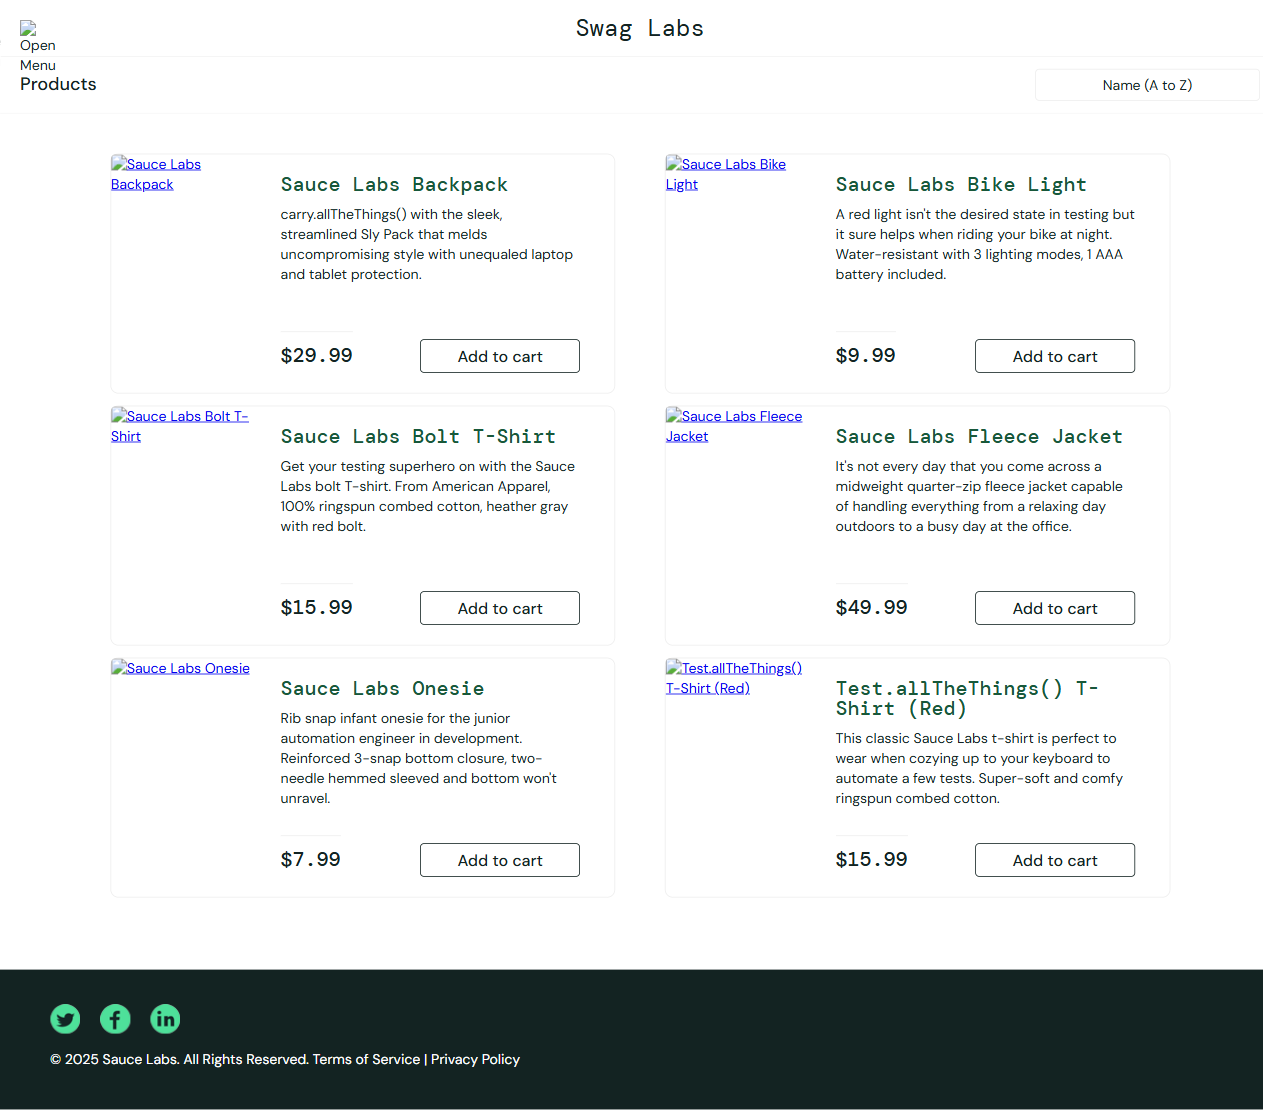 Swag Labs
Open
Menu
Products
Name (A to Z)
Sauce Labs
Backpack
Sauce Labs Backpack
carry.allTheThings() with the sleek,
streamlined Sly Pack that melds
uncompromising style with unequaled laptop
and tablet protection.
$29.99
Add to cart
Sauce Labs Bike
Light
Sauce Labs Bike Light
A red light isn't the desired state in testing but
it sure helps when riding your bike at night.
Water-resistant with 3 lighting modes, 1 AAA
battery included.
$9.99
Add to cart
Sauce Labs Bolt T-
Shirt
Sauce Labs Bolt T-Shirt
Get your testing superhero on with the Sauce
Labs bolt T-shirt. From American Apparel,
100% ringspun combed cotton, heather gray
with red bolt.
$15.99
Add to cart
Sauce Labs Fleece
Jacket
Sauce Labs Fleece Jacket
It's not every day that you come across a
midweight quarter-zip fleece jacket capable
of handling everything from a relaxing day
outdoors to a busy day at the office.
$49.99
Add to cart
Sauce Labs Onesie
Sauce Labs Onesie
Rib snap infant onesie for the junior
automation engineer in development.
Reinforced 3-snap bottom closure, two-
needle hemmed sleeved and bottom won't
unravel.
$7.99
Add to cart
Test.allTheThings()
T-Shirt (Red)
Test.allTheThings() T-
Shirt (Red)
This classic Sauce Labs t-shirt is perfect to
wear when cozying up to your keyboard to
automate a few tests. Super-soft and comfy
ringspun combed cotton.
$15.99
Add to cart
© 2025 Sauce Labs. All Rights Reserved. Terms of Service | Privacy Policy